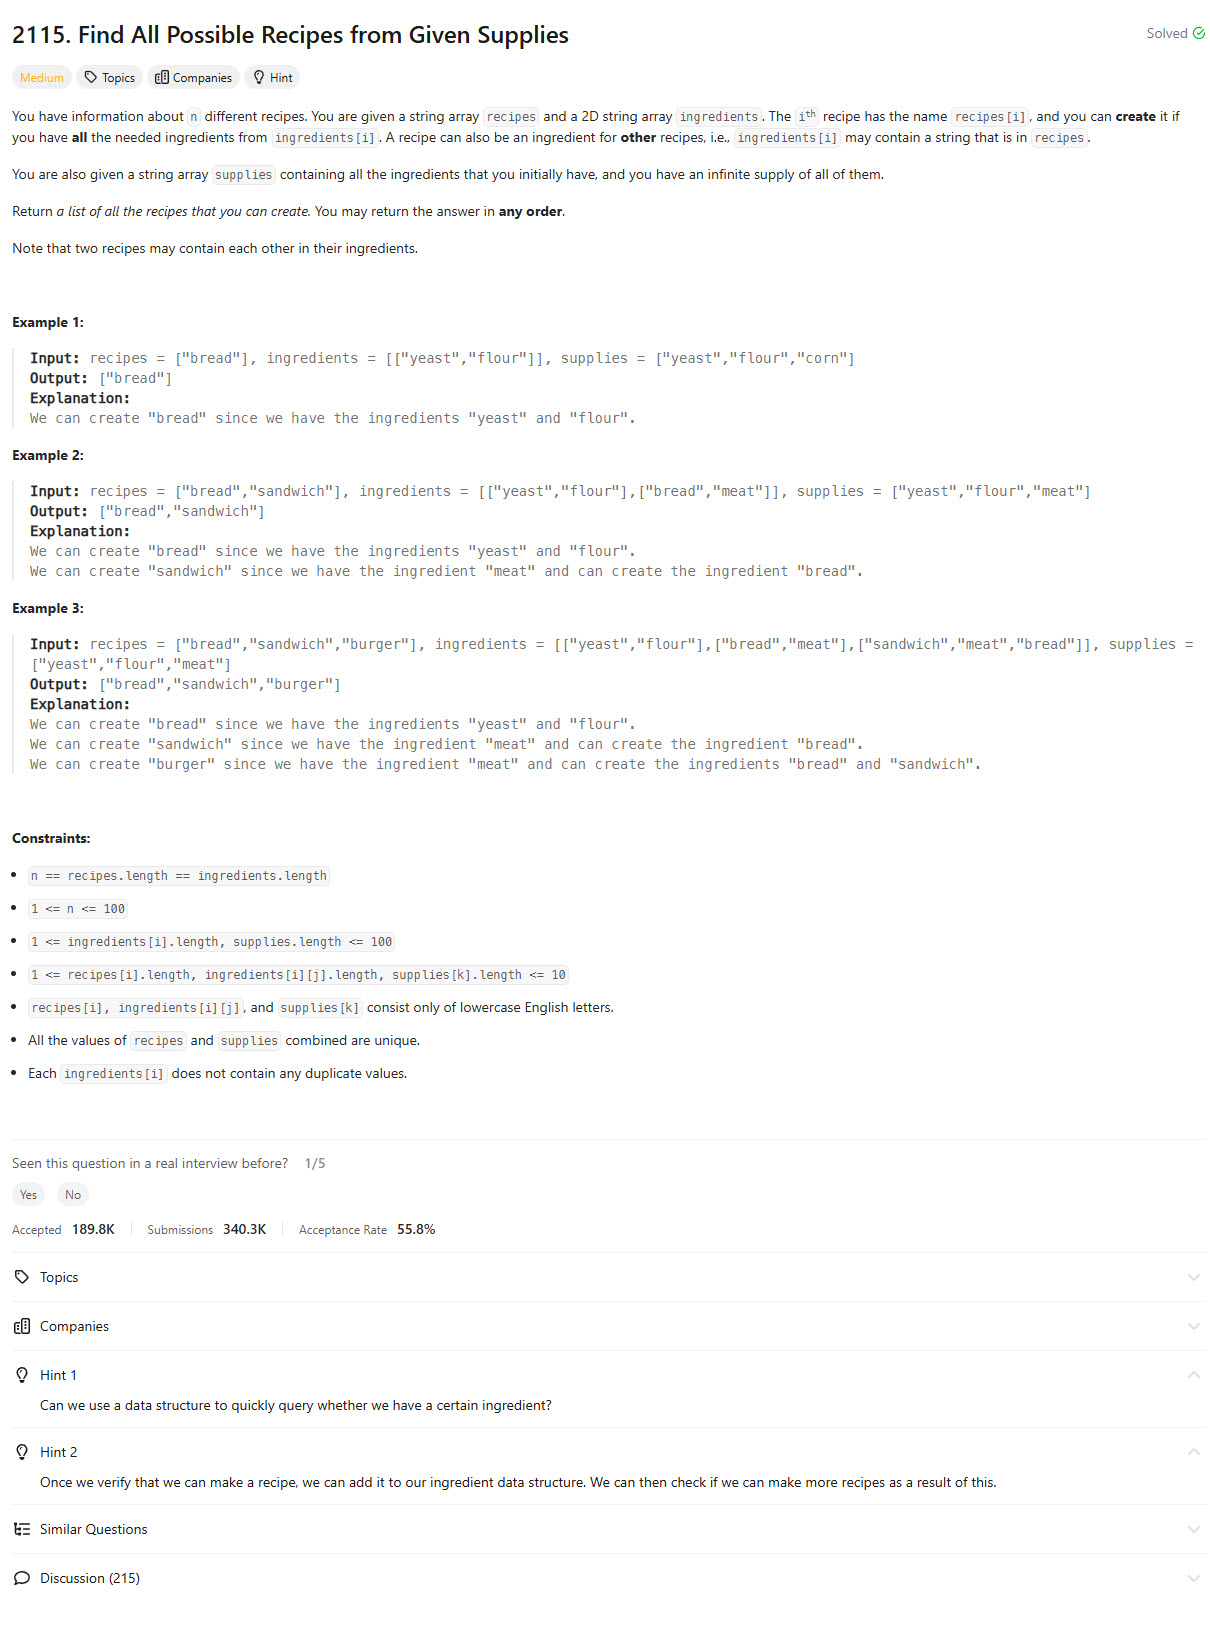 2115. Find All Possible Recipes from Given Supplies
Solved
Medium Topics Companies Hint
You have information about n different recipes. You are given a string array recipes and a 2D string array ingredients. The ith recipe has the name recipes[i], and you can create it if
you have all the needed ingredients from ingredients[i]. A recipe can also be an ingredient for other recipes, i.e., ingredients[i] may contain a string that is in recipes.
You are also given a string array supplies containing all the ingredients that you initially have, and you have an infinite supply of all of them.
Return a list of all the recipes that you can create. You may return the answer in any order.
Note that two recipes may contain each other in their ingredients.
Example 1:
Input: recipes = ["bread"], ingredients = [["yeast","flour"]], supplies = ["yeast","flour","corn"]
Output: ["bread"]
Explanation:
We can create "bread" since we have the ingredients "yeast" and "flour".
Example 2:
Input: recipes = ["bread","sandwich"], ingredients = [["yeast","flour"],["bread","meat"]], supplies = ["yeast","flour","meat"]
Output: ["bread","sandwich"]
Explanation:
We can create "bread" since we have the ingredients "yeast" and "flour".
We can create "sandwich" since we have the ingredient "meat" and can create the ingredient "bread".
Example 3:
Input: recipes = ["bread","sandwich","burger"], ingredients = [["yeast","flour"],["bread","meat"],["sandwich","meat","bread"]], supplies =
["yeast","flour","meat"]
Output: ["bread","sandwich","burger"]
Explanation:
We can create "bread" since we have the ingredients "yeast" and "flour".
We can create "sandwich" since we have the ingredient "meat" and can create the ingredient "bread".
We can create "burger" since we have the ingredient "meat" and can create the ingredients "bread" and "sandwich".
Constraints:
• n == recipes.length == ingredients.length
• 1 <= n <= 100
• 1 <= ingredients[i].length, supplies.length <= 100
• 1 <= recipes[i].length, ingredients[i][j].length, supplies[k].length <= 10
• recipes[i], ingredients[i][j], and supplies[k] consist only of lowercase English letters.
• All the values of recipes and supplies combined are unique.
• Each ingredients[i] does not contain any duplicate values.
Seen this question in a real interview before? 1/5
Yes No
Accepted 189.8K Submissions 340.3K Acceptance Rate 55.8%
Topics
Companies
Hint 1
Can we use a data structure to quickly query whether we have a certain ingredient?
Hint 2
Once we verify that we can make a recipe, we can add it to our ingredient data structure. We can then check if we can make more recipes as a result of this.
Similar Questions
Discussion (215)